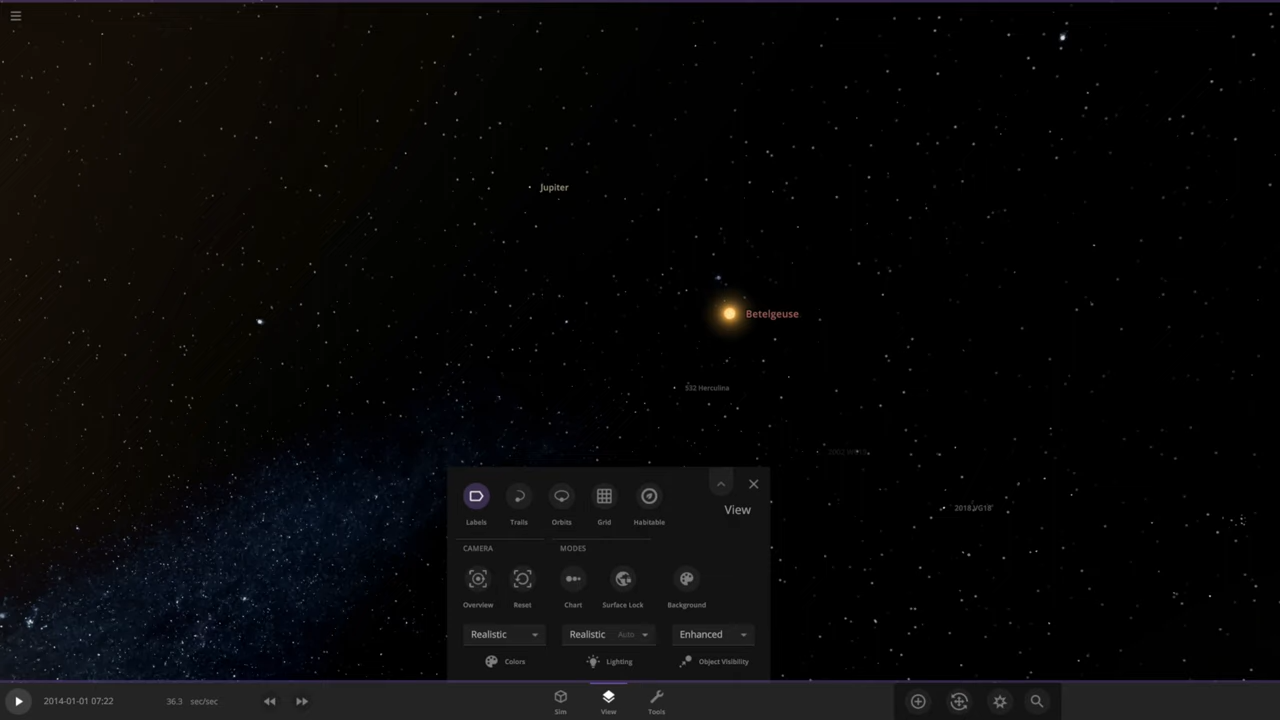 Jupiter
Betelgeuse
532 Herculina
2018 VG18
Labels Trails Orbits Grid Habitable
View
CAMERA MODES
Overview Reset Chart Surface Lock Background
Realistic Realistic Auto Enhanced
Colors Lighting Object Visibility
2014-01-01 07:22 36.3 sec/sec
Sim View Tools